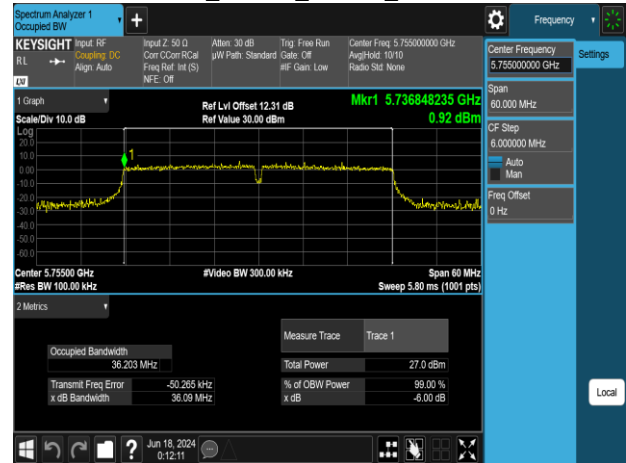 Spectrum Analyzer 1
Occupied BW
Frequency
KEYSIGHT
RL
LXI
Input: RF
Coupling: DC
Align: Auto
Input Z: 50 Ω
Corr CCorr RCal
Freq Ref: Int (S)
NFE: Off
Atten: 30 dB
µW Path: Standard
Trig: Free Run
Gate: Off
#IF Gain: Low
Center Freq: 5.755000000 GHz
Avg|Hold: 10/10
Radio Std: None
1 Graph
Scale/Div 10.0 dB
Ref Lvl Offset 12.31 dB
Ref Value 30.00 dBm
Mkr1 5.736848235 GHz
0.92 dBm
Log
20.0
10.0
0.00
-10.0
-20.0
-30.0
-40.0
-50.0
-60.0
1
Center 5.75500 GHz
#Res BW 100.00 kHz
#Video BW 300.00 kHz
Span 60 MHz
Sweep 5.80 ms (1001 pts)
2 Metrics
Occupied Bandwidth
36.203 MHz
Transmit Freq Error -50.265 kHz
x dB Bandwidth 36.09 MHz
Measure Trace Trace 1
Total Power 27.0 dBm
% of OBW Power 99.00 %
x dB -6.00 dB
Jun 18, 2024
0:12:11
Center Frequency
5.755000000 GHz
Span
60.000 MHz
CF Step
6.000000 MHz
Auto
Man
Freq Offset
0 Hz
Settings
Local